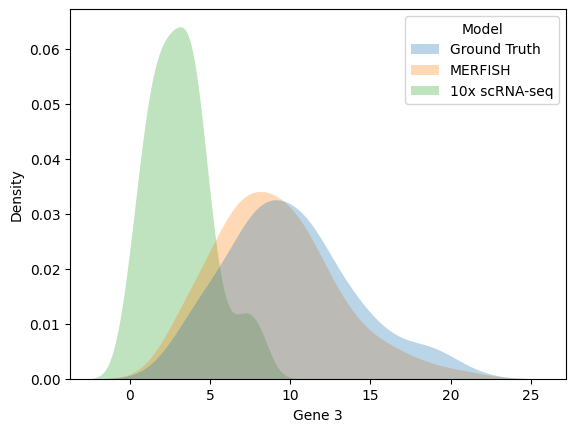 Model
Ground Truth
MERFISH
10x scRNA-seq
Density
0.06
0.05
0.04
0.03
0.02
0.01
0.00
0 5 10 15 20 25
Gene 3